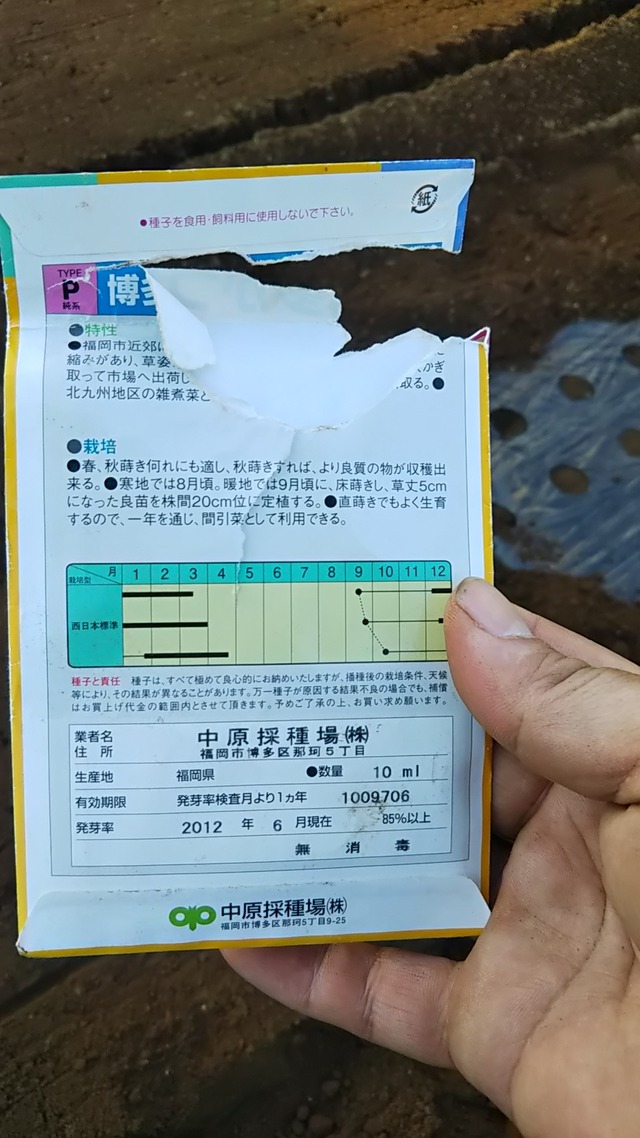 ●種子を食用・飼料用に使用しないで下さい。
紙
TYPE
P
純系
博多
●特性
●福岡市近郊
縮みがあり、草姿
かぎ
取って市場へ出荷し
取る。●
北九州地区の雑煮菜と
●栽培
●春、秋蒔き何れにも適し、秋蒔きすれば、より良質の物が収穫出
来る。●寒地では8月頃。暖地では9月頃に、床蒔きし、草丈5cm
になった良苗を株間20cm位に定植する。●直蒔きでもよく生育
するので、一年を通じ、間引菜として利用できる。
月 1 2 3 4 5 6 7 8 9 10 11 12
栽培型
西日本標準
種子と責任 種子は、すべて極めて良心的にお納めいたしますが、播種後の栽培条件、天候
等により、その結果が異なることがあります。万一種子が原因する結果不良の場合でも、補償
はお買上げ代金の範囲内とさせて頂きます。予めご了承の上、お買い求め願います。
業者名 中原採種場㈱
住所 福岡市博多区那珂5丁目
生産地 福岡県 ●数量 10 ml
有効期限 発芽率検査月より1ヵ年 1009706
発芽率 2012 年 6 月現在 85%以上
無 消 毒
中原採種場㈱
福岡市博多区那珂5丁目9-25